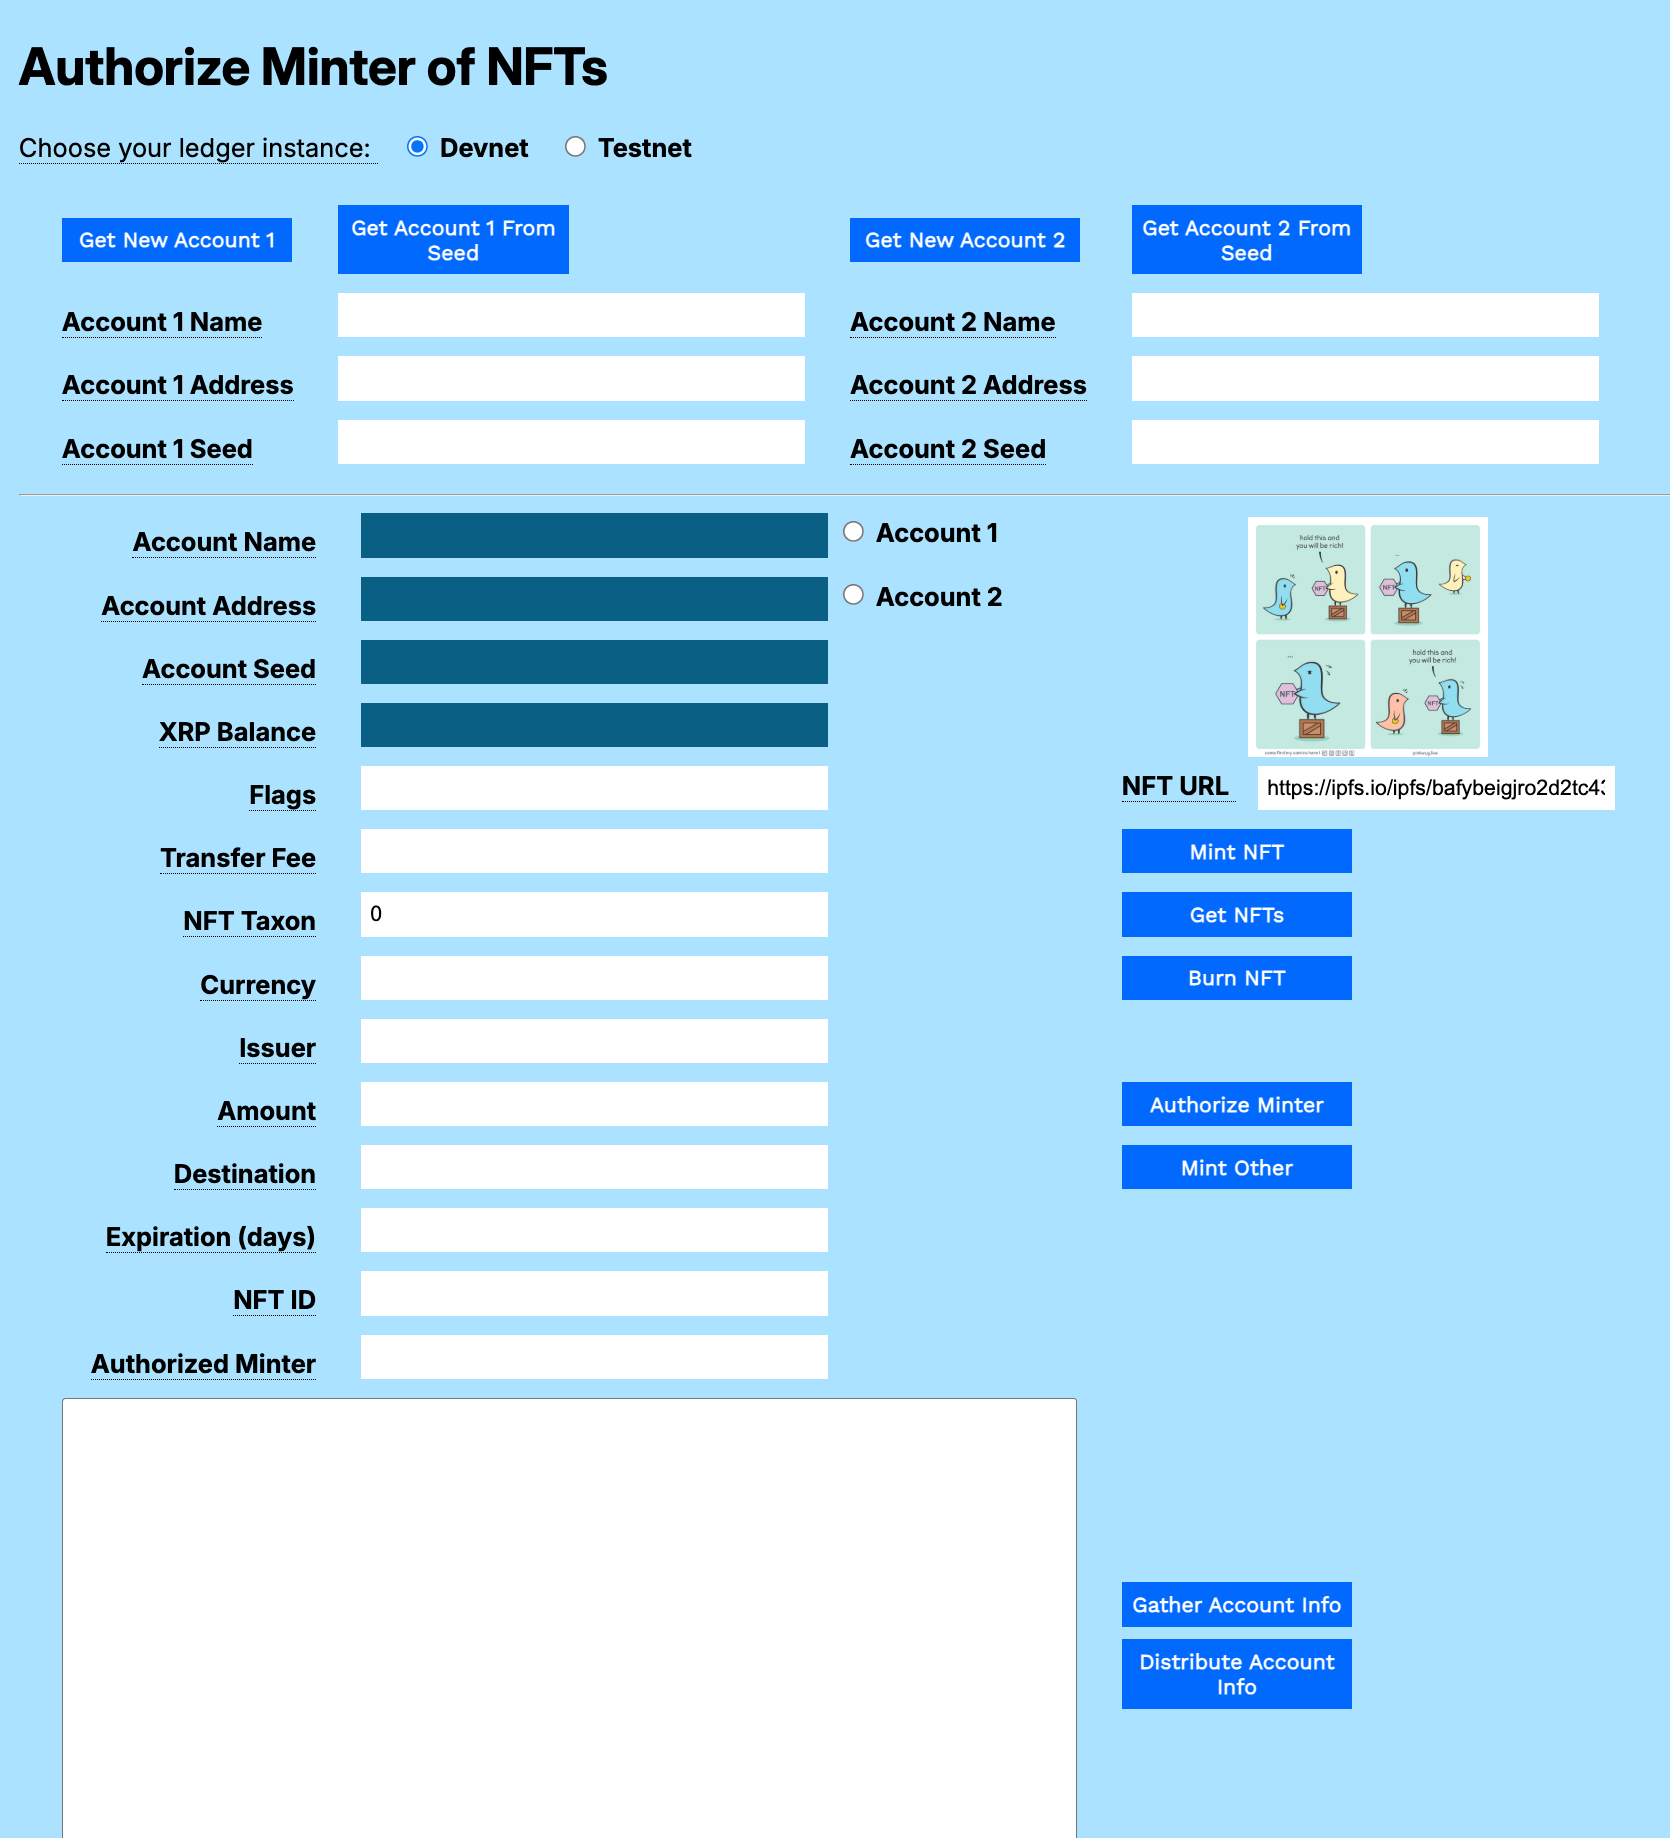 Authorize Minter of NFTs
Choose your ledger instance: Devnet Testnet
Get New Account 1
Get Account 1 From
Seed
Get New Account 2
Get Account 2 From
Seed
Account 1 Name
Account 2 Name
Account 1 Address
Account 2 Address
Account 1 Seed
Account 2 Seed
Account Name
Account 1
Account Address
Account 2
Account Seed
XRP Balance
hold this and
you will be rich!
NFT
...
NFT
...
NFT
hold this and
you will be rich!
NFT
Flags
NFT URL https://ipfs.io/ipfs/bafybeigjro2d2tc43
Transfer Fee
Mint NFT
NFT Taxon 0
Get NFTs
Currency
Burn NFT
Issuer
Amount
Authorize Minter
Destination
Mint Other
Expiration (days)
NFT ID
Authorized Minter
Gather Account Info
Distribute Account
Info